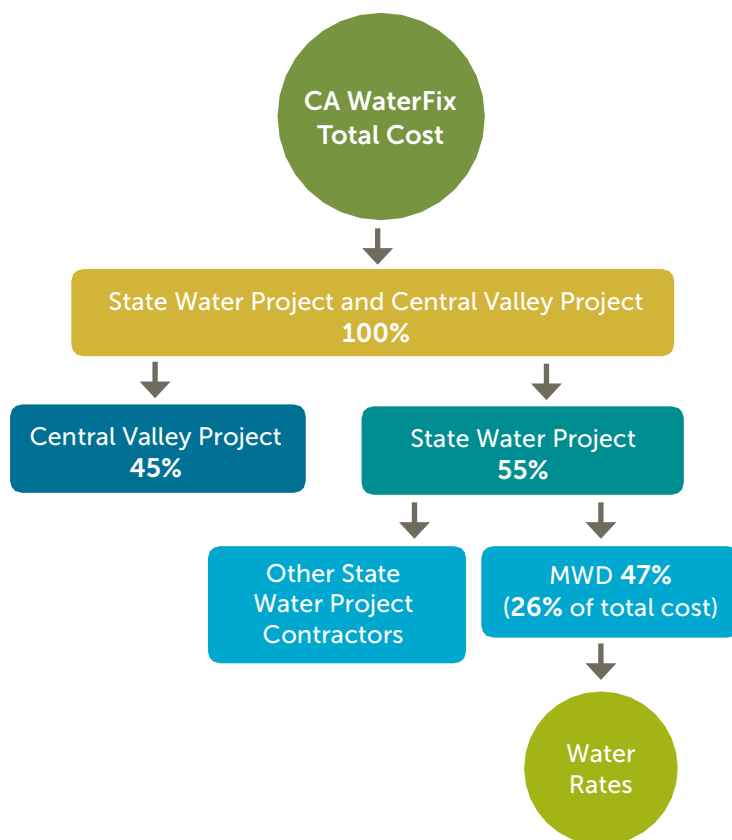 CA WaterFix
Total Cost
State Water Project and Central Valley Project
100%
Central Valley Project
45%
State Water Project
55%
Other State
Water Project
Contractors
MWD 47%
(26% of total cost)
Water
Rates